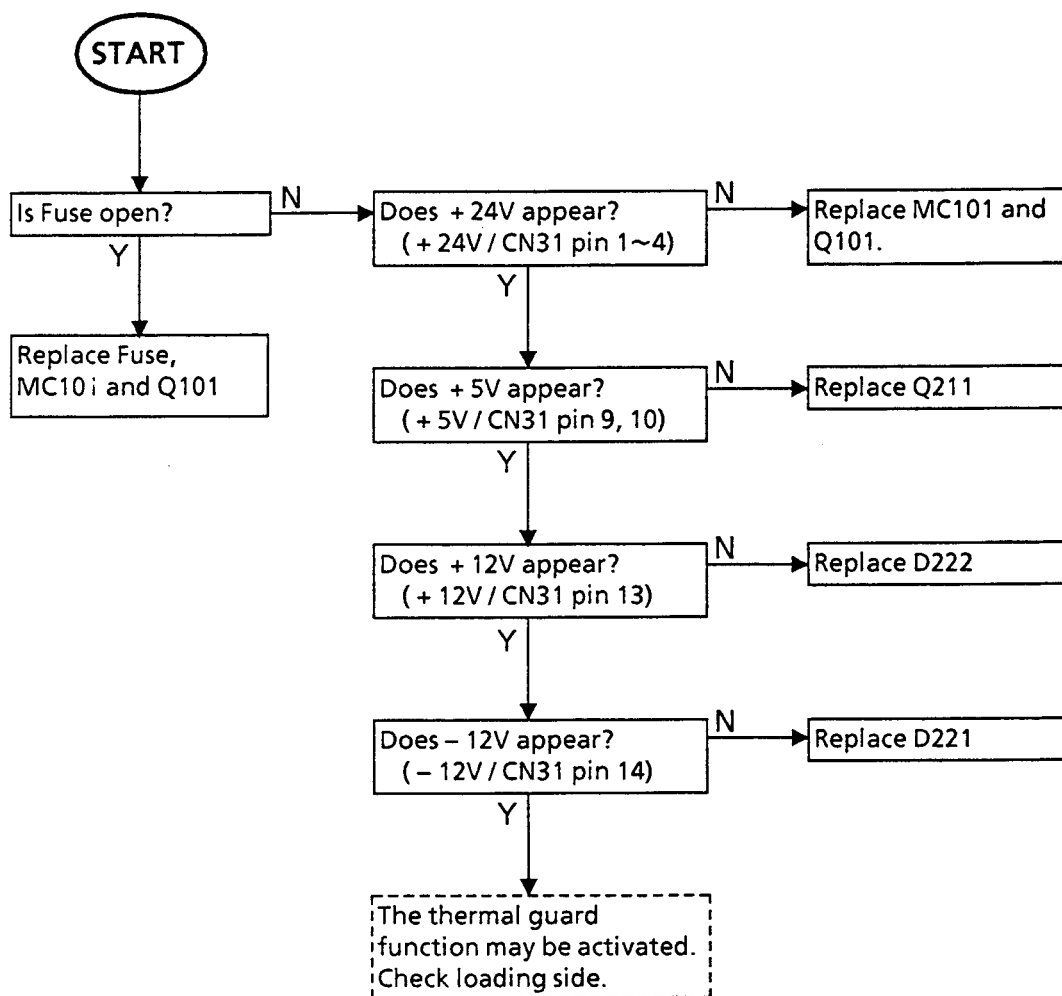 START
Is Fuse open?
N
Y
Replace Fuse,
MC10i and Q101
Does + 24V appear?
( + 24V / CN31 pin 1~4)
N
Replace MC101 and
Q101.
Y
Does + 5V appear?
( + 5V / CN31 pin 9, 10)
N
Replace Q211
Y
Does + 12V appear?
( + 12V / CN31 pin 13)
N
Replace D222
Y
Does – 12V appear?
( – 12V / CN31 pin 14)
N
Replace D221
Y
The thermal guard
function may be activated.
Check loading side.